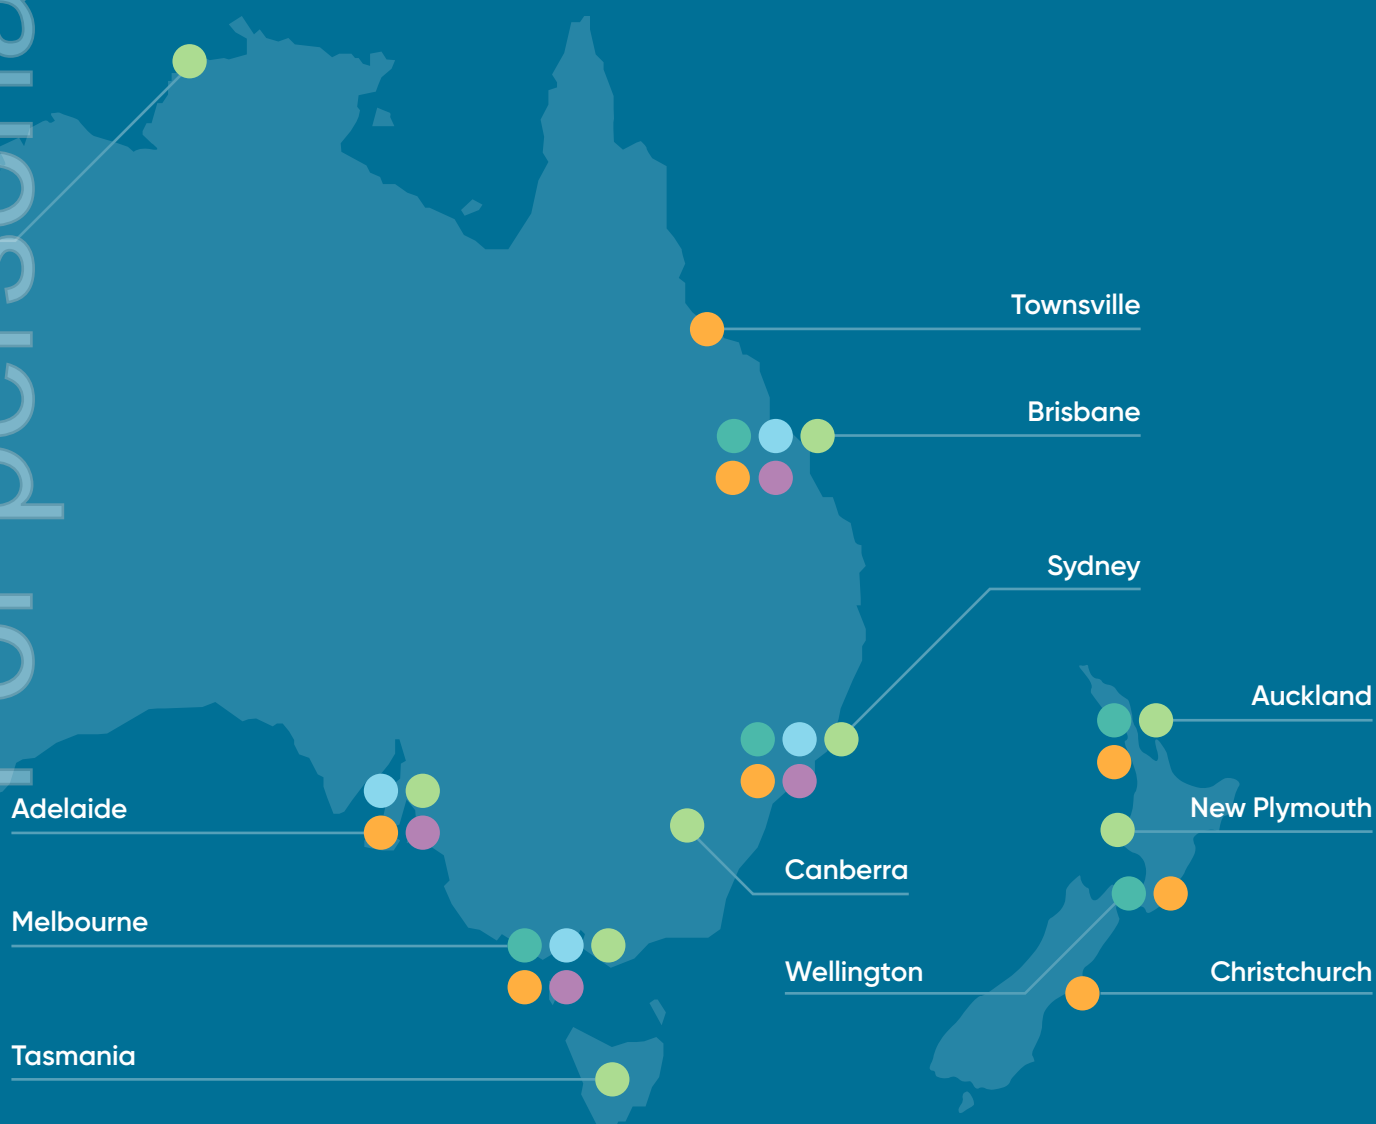 Townsville
Brisbane
Sydney
Auckland
New Plymouth
Adelaide
Canberra
Melbourne
Wellington
Christchurch
Tasmania